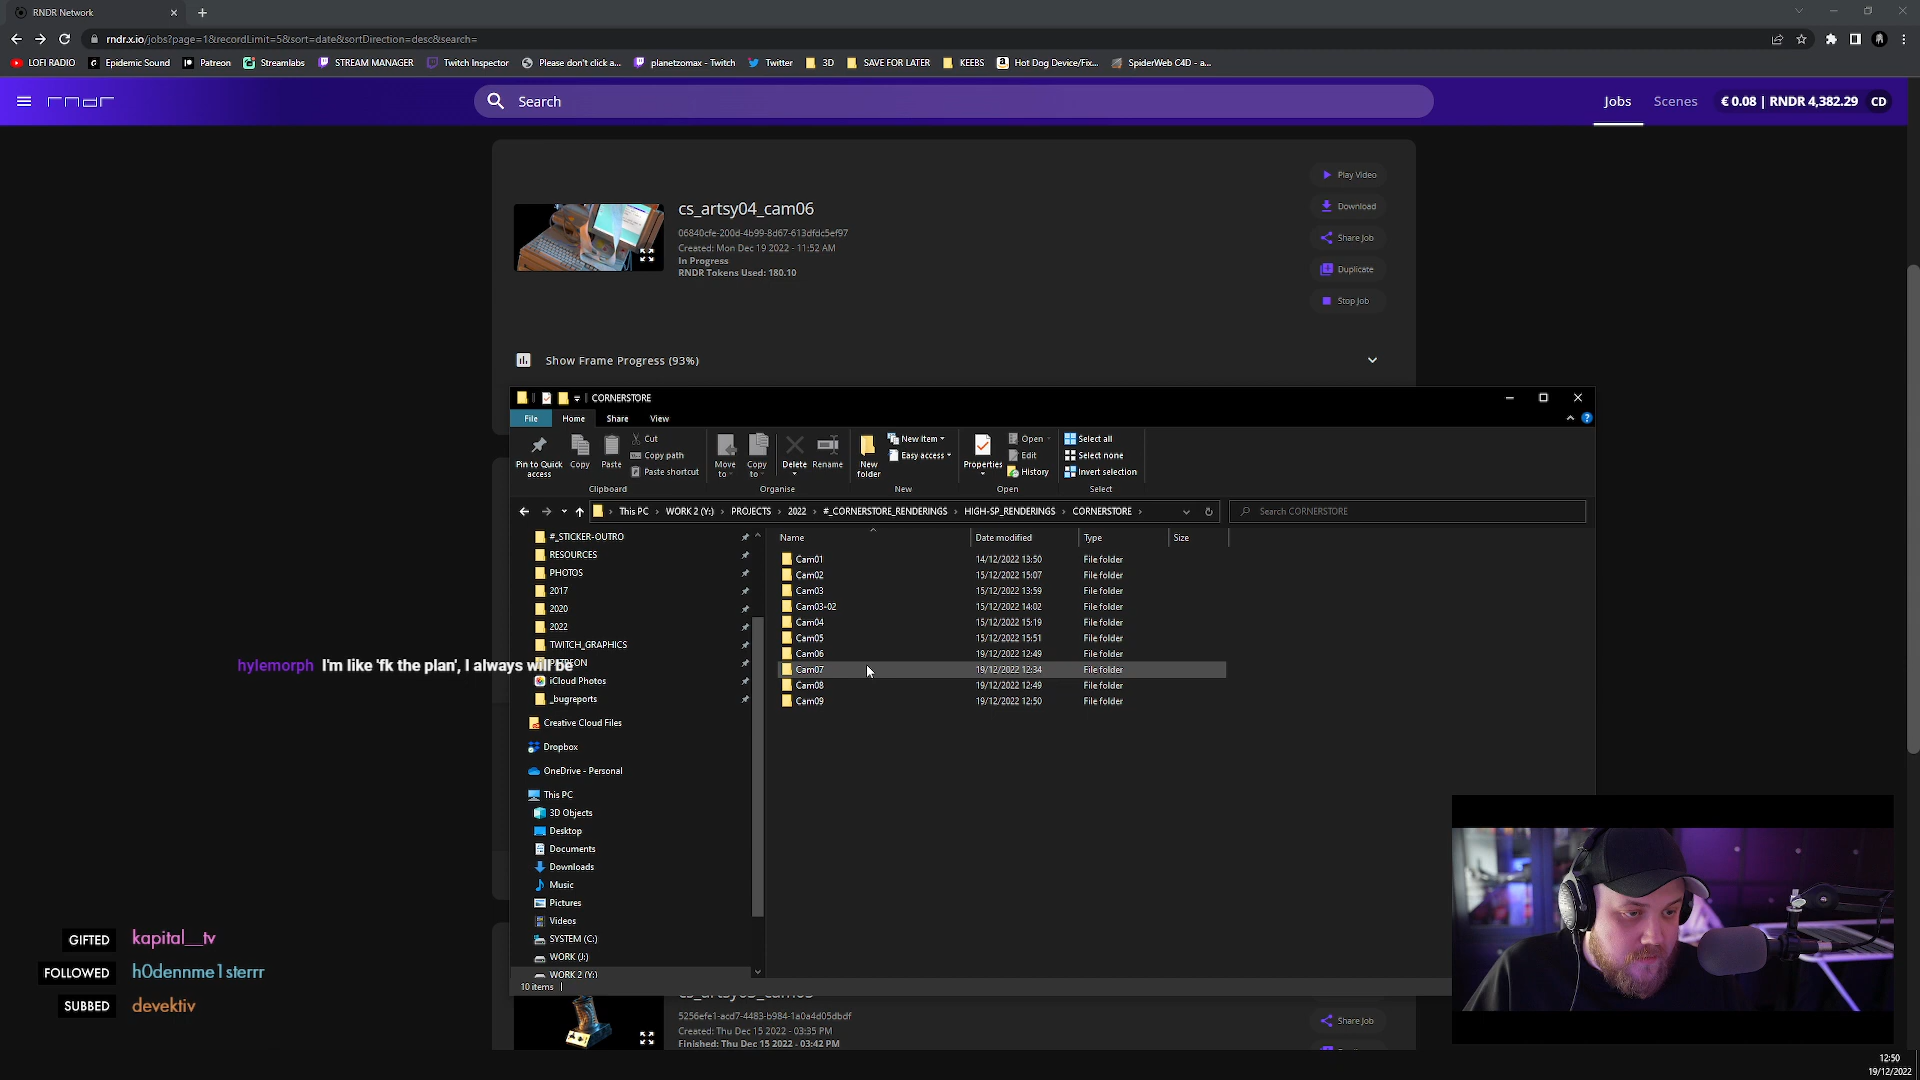 RNDR Network
rndr.x.io/jobs?page=1&recordLimit=5&sort=date&sortDirection=desc&search=
LOFI RADIO
Epidemic Sound
Patreon
Streamlabs
STREAM MANAGER
Twitch Inspector
Please don't click a...
planetzomax - Twitch
Twitter
3D
SAVE FOR LATER
KEEBS
Hot Dog Device/Fix...
SpiderWeb C4D - a...
rndr
Search
Jobs
Scenes
€ 0.08 | RNDR 4,382.29
CD
cs_artsy04_cam06
06840cfe-200d-4b99-8d67-613dfdc5ef97
Created: Mon Dec 19 2022 - 11:52 AM
In Progress
RNDR Tokens Used: 180.10
Play Video
Download
Share Job
Duplicate
Stop Job
Show Frame Progress (93%)
CORNERSTORE
File
Home
Share
View
Pin to Quick access
Copy
Paste
Cut
Copy path
Paste shortcut
Clipboard
Move to
Copy to
Delete
Rename
Organise
New folder
New item
Easy access
New
Properties
Open
Edit
History
Open
Select all
Select none
Invert selection
Select
This PC > WORK 2 (Y:) > PROJECTS > 2022 > #_CORNERSTORE_RENDERINGS > HIGH-SP_RENDERINGS > CORNERSTORE >
Search CORNERSTORE
#_STICKER-OUTRO
RESOURCES
PHOTOS
2017
2020
2022
TWITCH_GRAPHICS
PATREON
iCloud Photos
_bugreports
Creative Cloud Files
Dropbox
OneDrive - Personal
This PC
3D Objects
Desktop
Documents
Downloads
Music
Pictures
Videos
SYSTEM (C:)
WORK (J:)
WORK 2 (Y:)
Name Date modified Type Size
Cam01 14/12/2022 13:50 File folder
Cam02 15/12/2022 15:07 File folder
Cam03 15/12/2022 13:59 File folder
Cam03-02 15/12/2022 14:02 File folder
Cam04 15/12/2022 15:19 File folder
Cam05 15/12/2022 15:51 File folder
Cam06 19/12/2022 12:49 File folder
Cam07 19/12/2022 12:34 File folder
Cam08 19/12/2022 12:49 File folder
Cam09 19/12/2022 12:50 File folder
10 items
hylemorph I'm like 'fk the plan', I always will be
GIFTED kapital__tv
FOLLOWED h0dennme1sterrr
SUBBED devektiv
5256efe1-acd7-4483-b984-1a0a4d05dbdf
Created: Thu Dec 15 2022 - 03:35 PM
Finished: Thu Dec 15 2022 - 03:42 PM
Share Job
12:50
19/12/2022